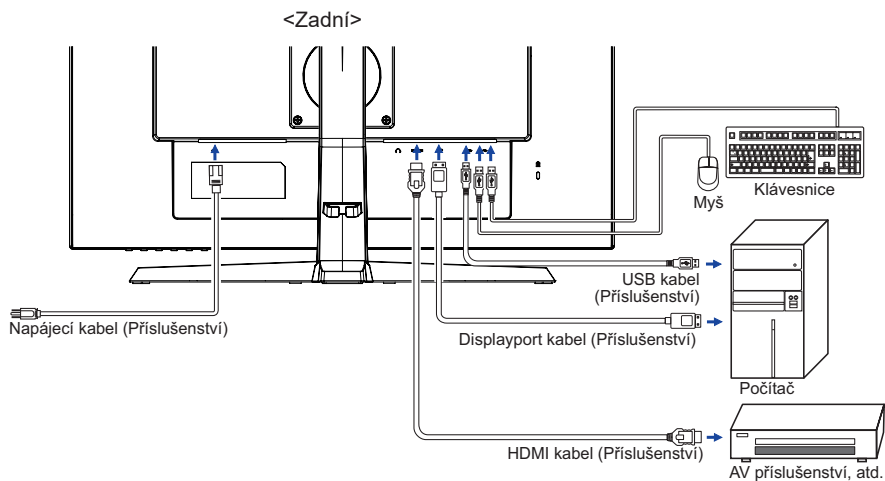 <Zadní>
Klávesnice
Myš
USB kabel
(Příslušenství)
Napájecí kabel (Příslušenství)
Displayport kabel (Příslušenství)
Počítač
HDMI kabel (Příslušenství)
AV příslušenství, atd.